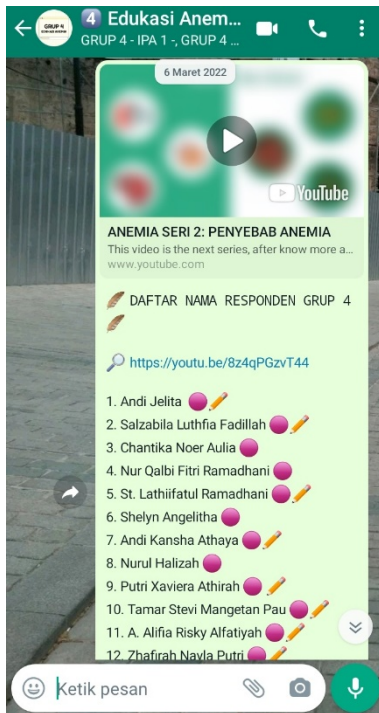 4 Edukasi Anem...
GRUP 4 - IPA 1 -, GRUP 4 ...
6 Maret 2022
YouTube
ANEMIA SERI 2: PENYEBAB ANEMIA
This video is the next series, after know more a...
www.youtube.com
DAFTAR NAMA RESPONDEN GRUP 4
https://youtu.be/8z4qPGzvT44
1. Andi Jelita
2. Salzabila Luthfia Fadillah
3. Chantika Noer Aulia
4. Nur Qalbi Fitri Ramadhani
5. St. Lathiifatul Ramadhani
6. Shelyn Angelitha
7. Andi Kansha Athaya
8. Nurul Halizah
9. Putri Xaviera Athirah
10. Tamar Stevi Mangetan Pau
11. A. Alifia Risky Alfatiyah
12. Zhafirah Nayla Putri
Ketik pesan